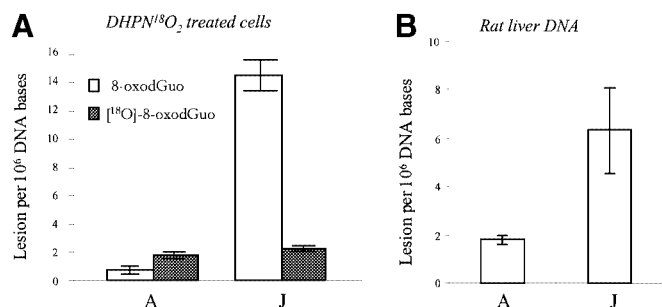 A
DHPN¹⁸O₂ treated cells
Lesion per 10⁶ DNA bases
16
14
12
10
8
6
4
2
0
8-oxodGuo
[¹⁸O]-8-oxodGuo
A
J
B
Rat liver DNA
Lesion per 10⁶ DNA bases
10
8
6
4
2
0
A
J